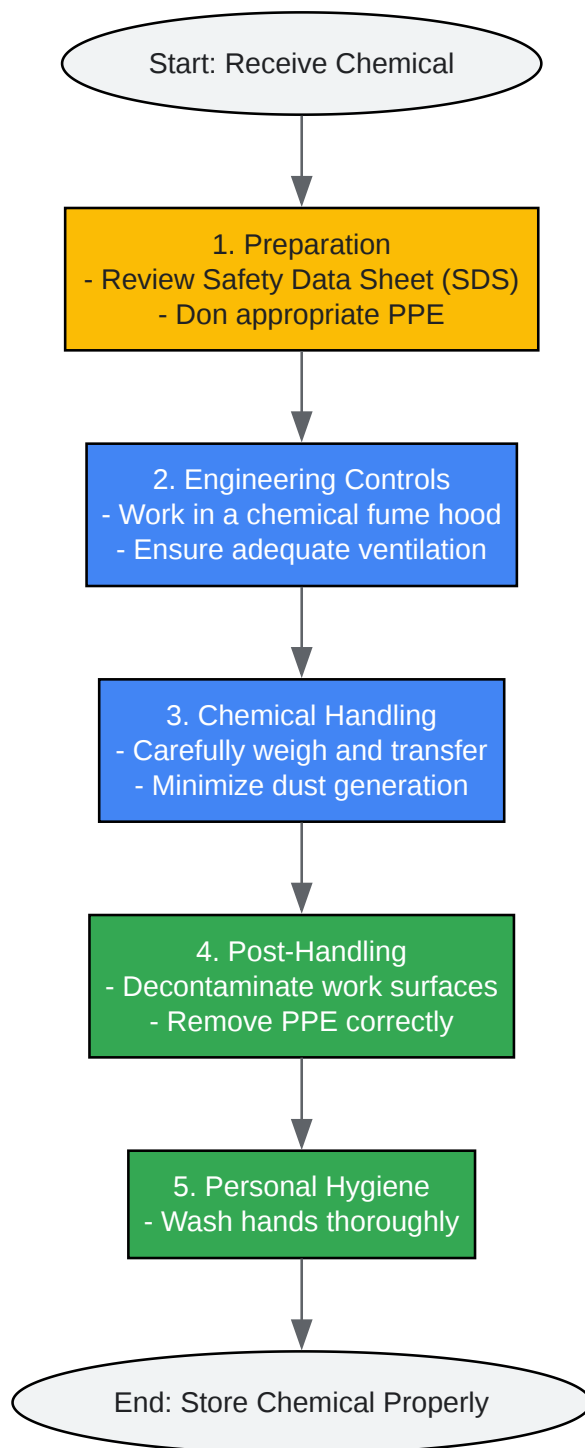 Start: Receive Chemical
1. Preparation
- Review Safety Data Sheet (SDS)
- Don appropriate PPE
2. Engineering Controls
- Work in a chemical fume hood
- Ensure adequate ventilation
3. Chemical Handling
- Carefully weigh and transfer
- Minimize dust generation
4. Post-Handling
- Decontaminate work surfaces
- Remove PPE correctly
5. Personal Hygiene
- Wash hands thoroughly
End: Store Chemical Properly